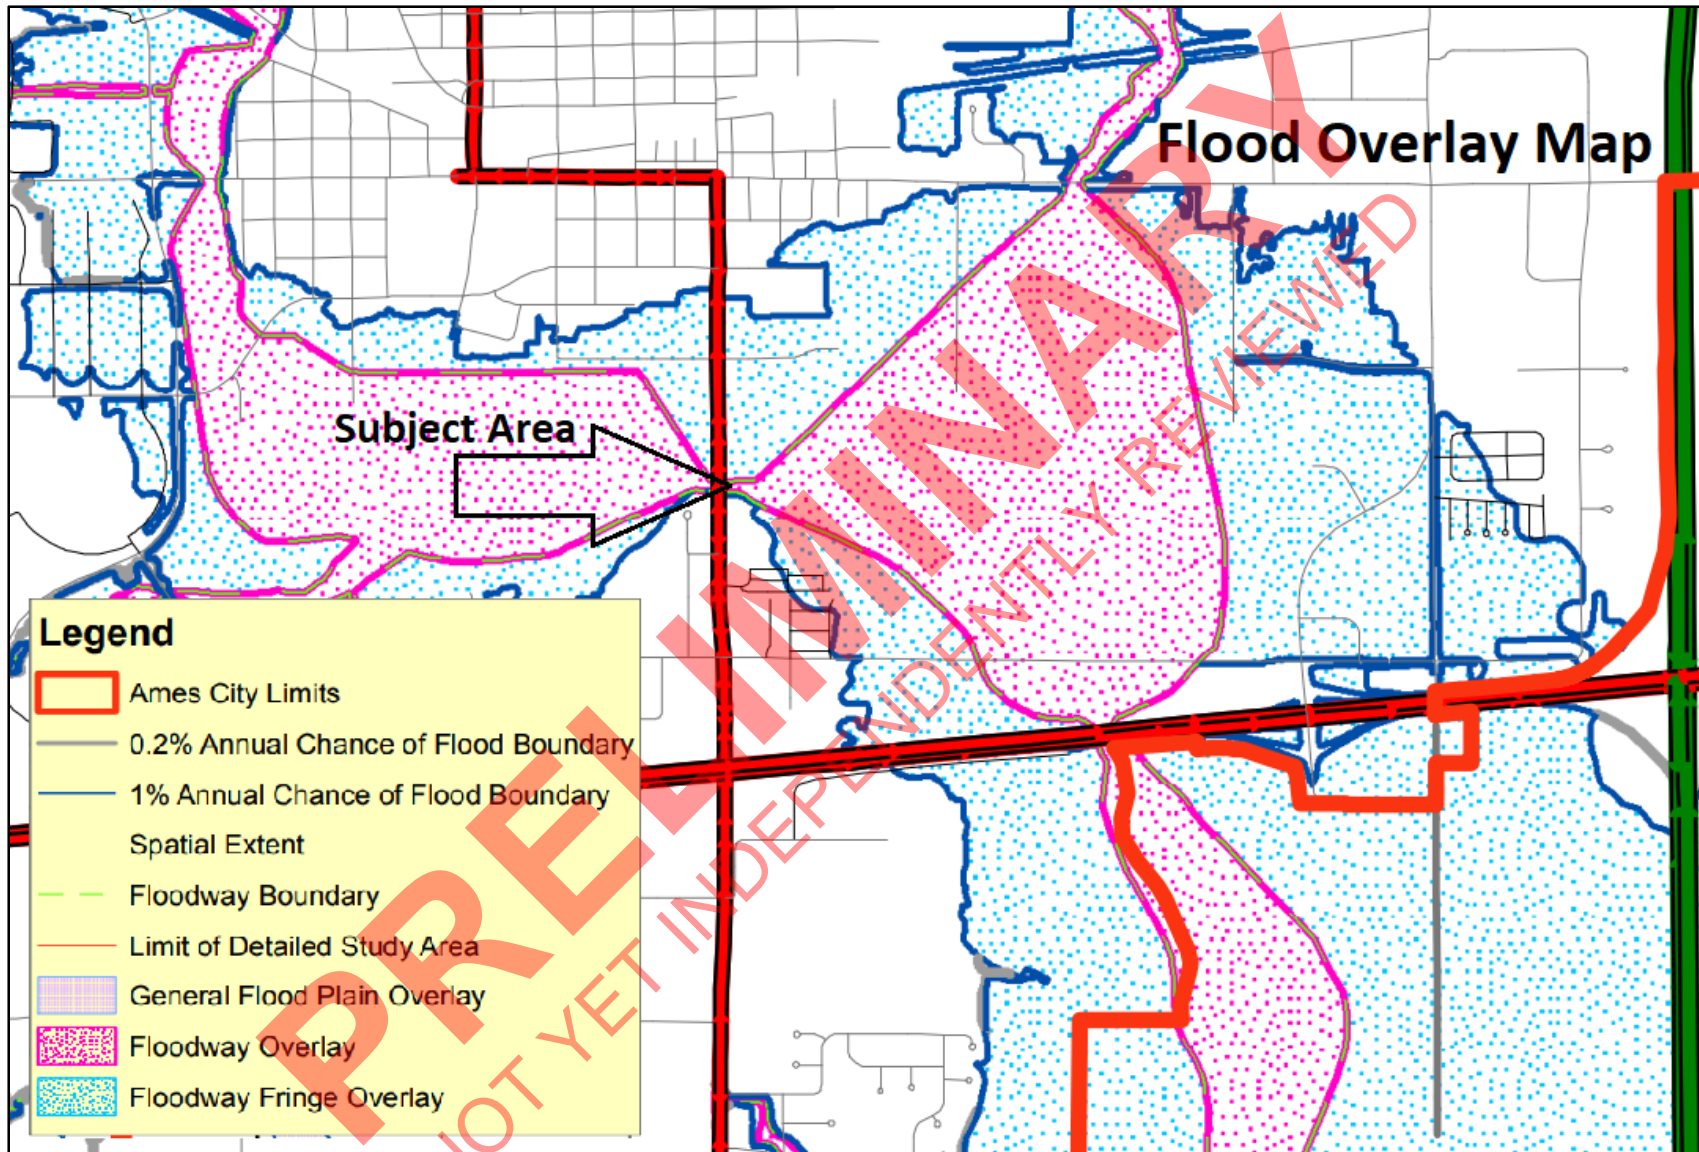 Flood Overlay Map
Subject Area
Legend
Ames City Limits
0.2% Annual Chance of Flood Boundary
1% Annual Chance of Flood Boundary
Spatial Extent
Floodway Boundary
Limit of Detailed Study Area
General Flood Plain Overlay
Floodway Overlay
Floodway Fringe Overlay
PRELIMINARY
NOT YET INDEPENDENTLY REVIEWED